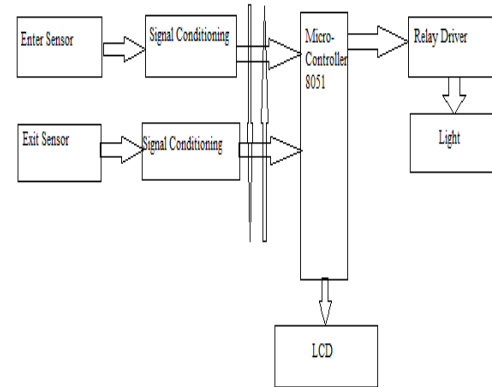 Enter Sensor
Signal Conditioning
Micro-
Controller
8051
Relay Driver
Exit Sensor
Signal Conditioning
Light
LCD